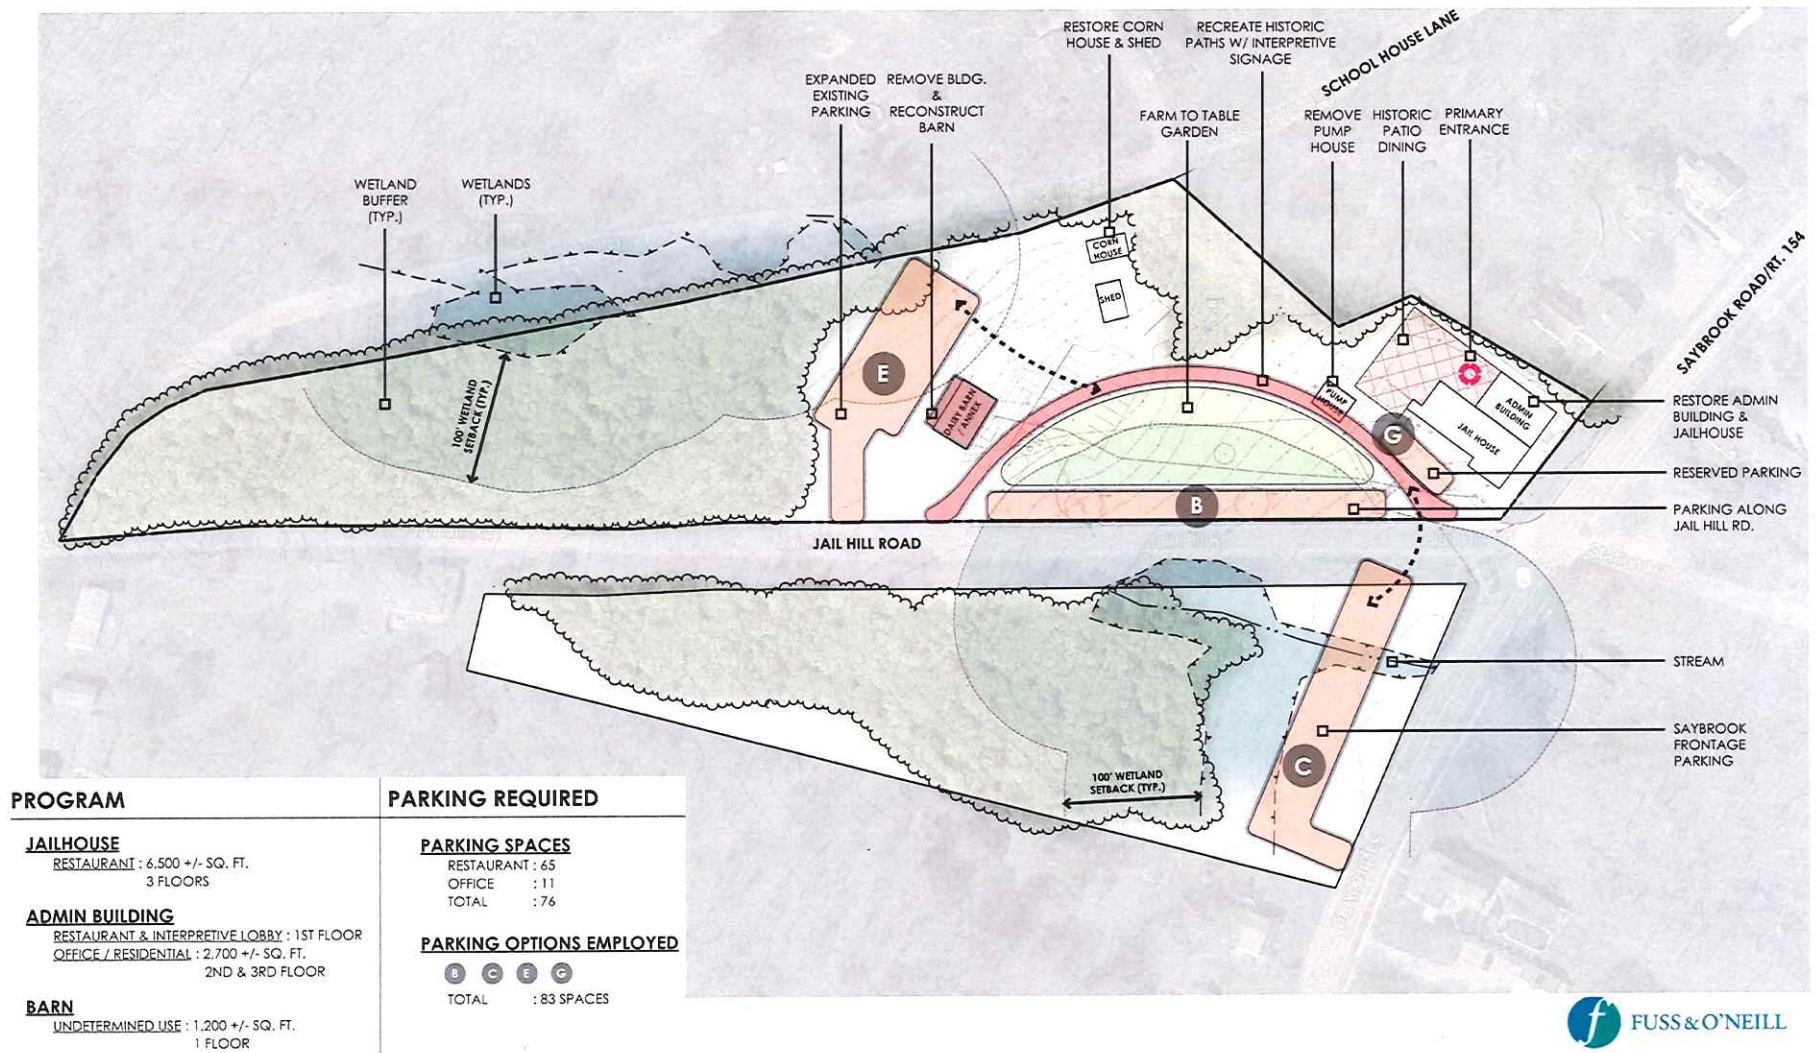 RESTORE CORN
HOUSE & SHED
RECREATE HISTORIC
PATHS W/ INTERPRETIVE
SIGNAGE
SCHOOL HOUSE LANE
EXPANDED
EXISTING
PARKING
REMOVE BLDG.
&
RECONSTRUCT
BARN
FARM TO TABLE
GARDEN
REMOVE
PUMP
HOUSE
HISTORIC
PATIO
DINING
PRIMARY
ENTRANCE
WETLAND
BUFFER
(TYP.)
WETLANDS
(TYP.)
SAYBROOK ROAD/RT. 154
CORN
HOUSE
SHED
E
100' WETLAND
SETBACK (TYP.)
DAIRY BARN
/ ANNEX
PUMP
HOUSE
ADMIN
BUILDING
JAIL HOUSE
G
B
RESTORE ADMIN
BUILDING &
JAILHOUSE
RESERVED PARKING
PARKING ALONG
JAIL HILL RD.
JAIL HILL ROAD
STREAM
SAYBROOK
FRONTAGE
PARKING
C
100' WETLAND
SETBACK (TYP.)
PROGRAM
JAILHOUSE
RESTAURANT : 6,500 +/- SQ. FT.
3 FLOORS
ADMIN BUILDING
RESTAURANT & INTERPRETIVE LOBBY : 1ST FLOOR
OFFICE / RESIDENTIAL : 2,700 +/- SQ. FT.
2ND & 3RD FLOOR
BARN
UNDETERMINED USE : 1,200 +/- SQ. FT.
1 FLOOR
PARKING REQUIRED
PARKING SPACES
RESTAURANT : 65
OFFICE : 11
TOTAL : 76
PARKING OPTIONS EMPLOYED
B C E G
TOTAL : 83 SPACES
f FUSS & O'NEILL